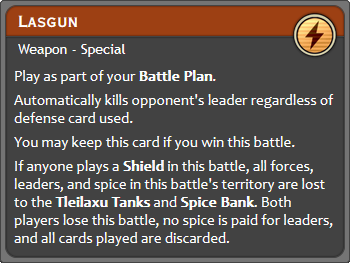 Lasgun
Weapon - Special
Play as part of your Battle Plan.
Automatically kills opponent's leader regardless of
defense card used.
You may keep this card if you win this battle.
If anyone plays a Shield in this battle, all forces,
leaders, and spice in this battle's territory are lost
to the Tleilaxu Tanks and Spice Bank. Both
players lose this battle, no spice is paid for leaders,
and all cards played are discarded.